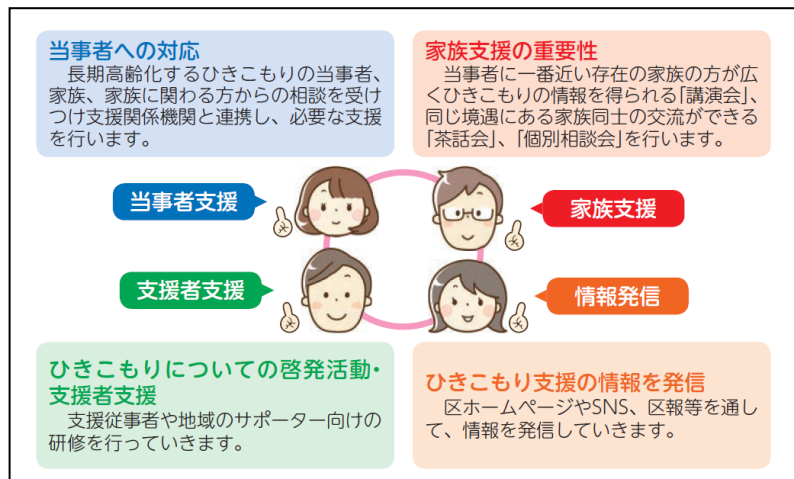 当事者への対応
長期高齢化するひきこもりの当事者、
家族、家族に関わる方からの相談を受け
つけ支援関係機関と連携し、必要な支援
を行います。
家族支援の重要性
当事者に一番近い存在の家族の方が広
くひきこもりの情報を得られる「講演会」、
同じ境遇にある家族同士の交流ができる
「茶話会」、「個別相談会」を行います。
当事者支援
家族支援
支援者支援
情報発信
ひきこもりについての啓発活動・
支援者支援
支援従事者や地域のサポーター向けの
研修を行っていきます。
ひきこもり支援の情報を発信
区ホームページやSNS、区報等を通し
て、情報を発信していきます。